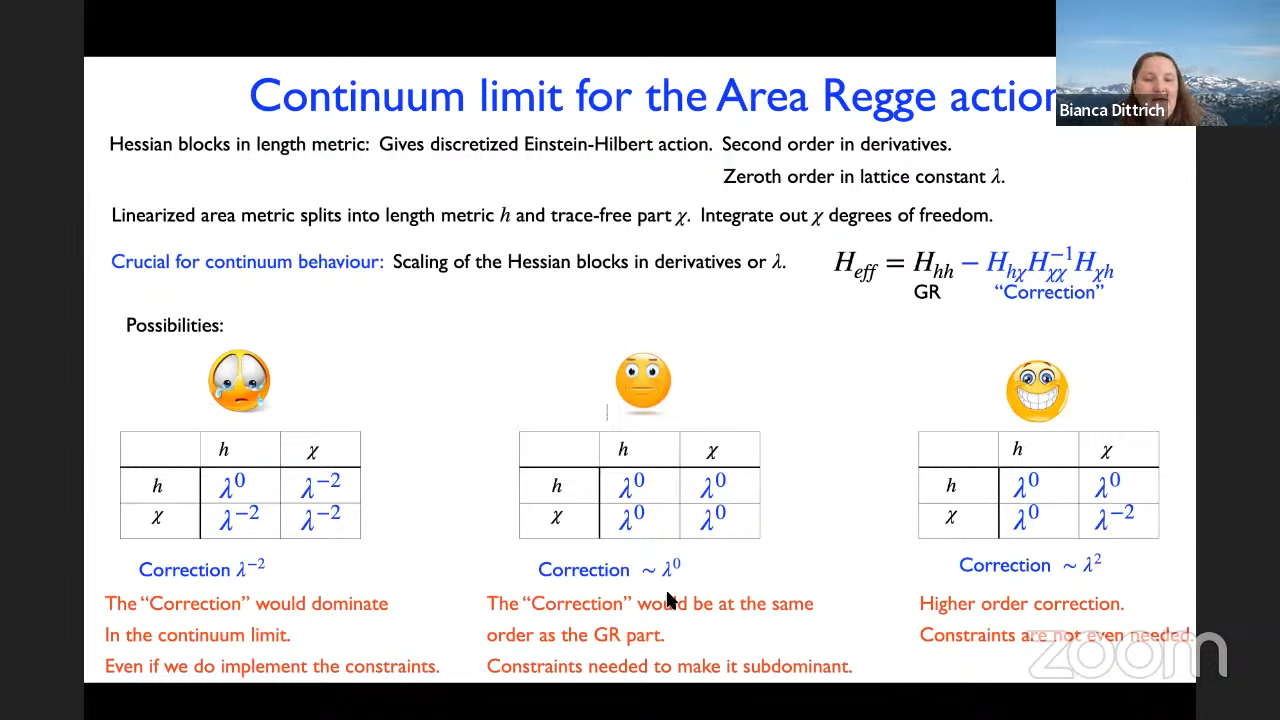 Continuum limit for the Area Regge action
Bianca Dittrich
Hessian blocks in length metric: Gives discretized Einstein-Hilbert action. Second order in derivatives.
Zeroth order in lattice constant λ.
Linearized area metric splits into length metric h and trace-free part χ. Integrate out χ degrees of freedom.
Crucial for continuum behaviour: Scaling of the Hessian blocks in derivatives or λ.
H_eff = H_hh − H_hχ H_χχ^−1 H_χh
GR "Correction"
Possibilities:
h χ
h λ^0 λ^−2
χ λ^−2 λ^−2
Correction λ^−2
The "Correction" would dominate
In the continuum limit.
Even if we do implement the constraints.
h χ
h λ^0 λ^0
χ λ^0 λ^0
Correction ~ λ^0
The "Correction" would be at the same
order as the GR part.
Constraints needed to make it subdominant.
h χ
h λ^0 λ^0
χ λ^0 λ^−2
Correction ~ λ^2
Higher order correction.
Constraints are not even needed.
zoom